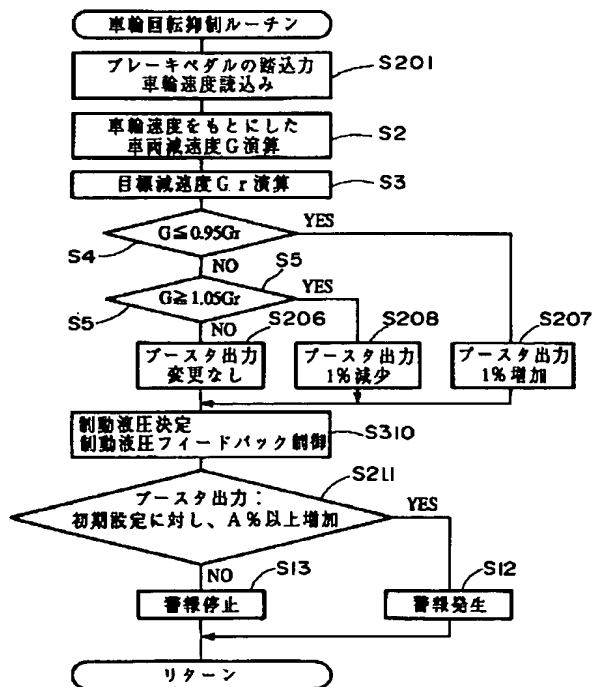 車輪回転抑制ルーチン
ブレーキペダルの踏込力
車輪速度読込み
S201
車輪速度をもとにした
車両減速度G演算
S2
目標減速度Gr演算
S3
G≦0.95Gr
YES
S4
NO
S5
G≧1.05Gr
YES
S5
NO
S206
S208
S207
ブースタ出力
変更なし
ブースタ出力
1%減少
ブースタ出力
1%増加
制動液圧決定
制動液圧フィードバック制御
S310
S211
ブースタ出力:
初期設定に対し、A%以上増加
YES
NO
S13
S12
警報停止
警報発生
リターン